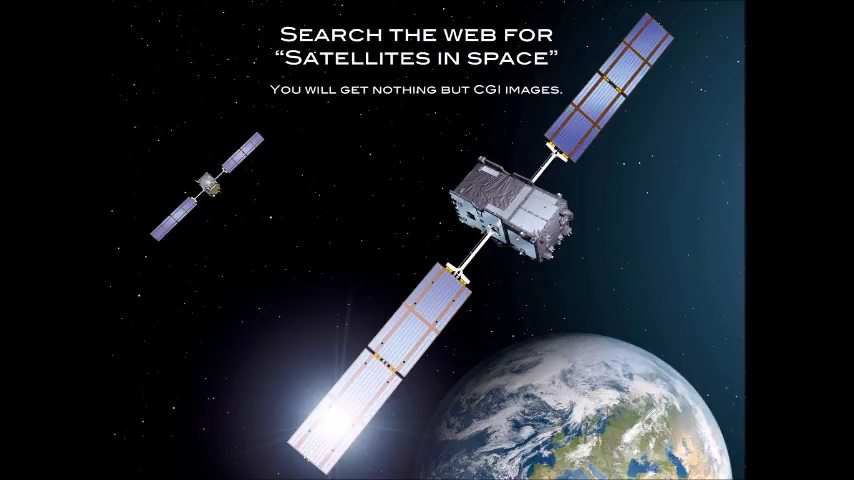 Search the web for
“Satellites in space”
You will get nothing but CGI images.